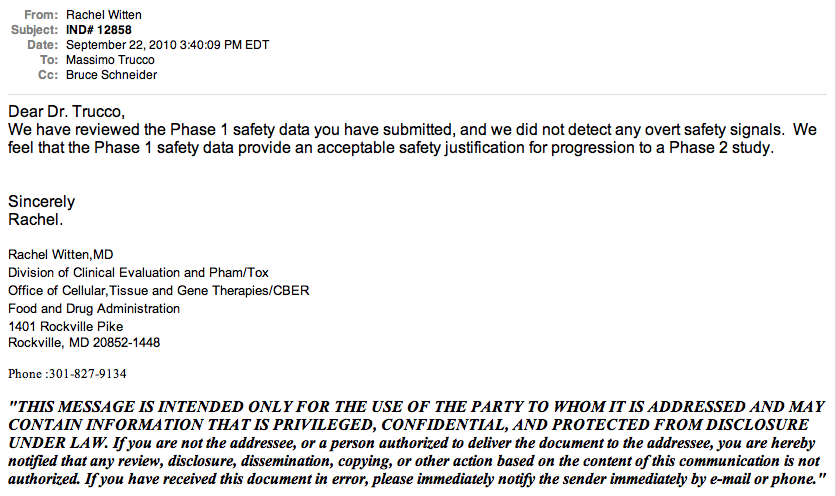 From: Rachel Witten
Subject: IND# 12858
Date: September 22, 2010 3:40:09 PM EDT
To: Massimo Trucco
Cc: Bruce Schneider
Dear Dr. Trucco,
We have reviewed the Phase 1 safety data you have submitted, and we did not detect any overt safety signals.  We
feel that the Phase 1 safety data provide an acceptable safety justification for progression to a Phase 2 study.
Sincerely
Rachel.
Rachel Witten,MD
Division of Clinical Evaluation and Pham/Tox
Office of Cellular,Tissue and Gene Therapies/CBER
Food and Drug Administration
1401 Rockville Pike
Rockville, MD 20852-1448
Phone :301-827-9134
"THIS MESSAGE IS INTENDED ONLY FOR THE USE OF THE PARTY TO WHOM IT IS ADDRESSED AND MAY
CONTAIN INFORMATION THAT IS PRIVILEGED, CONFIDENTIAL, AND PROTECTED FROM DISCLOSURE
UNDER LAW. If you are not the addressee, or a person authorized to deliver the document to the addressee, you are hereby
notified that any review, disclosure, dissemination, copying, or other action based on the content of this communication is not
authorized. If you have received this document in error, please immediately notify the sender immediately by e-mail or phone."